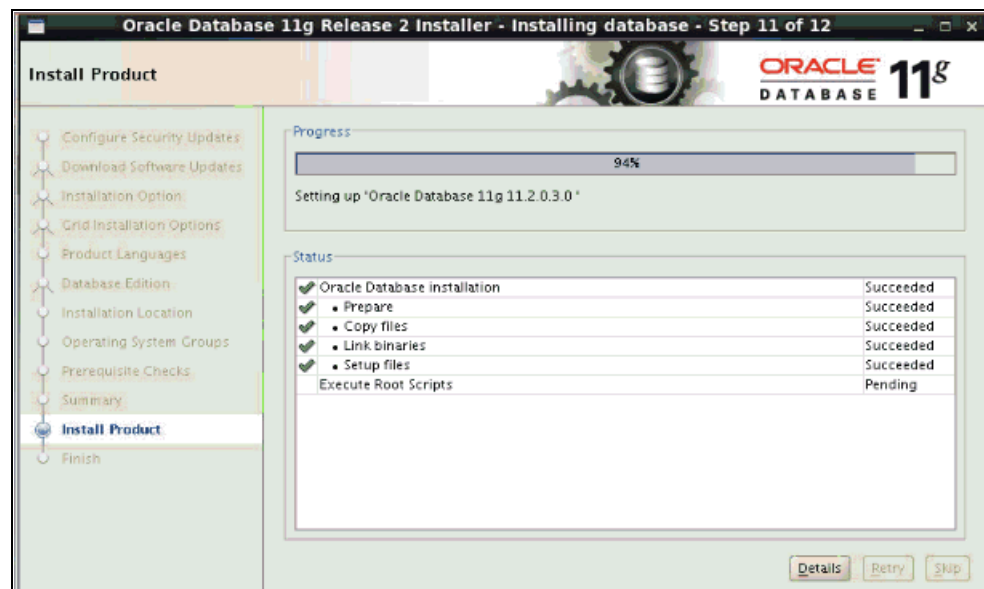 Oracle Database 11g Release 2 Installer - Installing database - Step 11 of 12
Install Product
ORACLE
DATABASE
11g
Configure Security Updates
Download Software Updates
Installation Option
Grid Installation Options
Product Languages
Database Edition
Installation Location
Operating System Groups
Prerequisite Checks
Summary
Install Product
Finish
Progress
94%
Setting up 'Oracle Database 11g 11.2.0.3.0 '
Status
Oracle Database installation Succeeded
• Prepare Succeeded
• Copy files Succeeded
• Link binaries Succeeded
• Setup files Succeeded
Execute Root Scripts Pending
Details Retry Skip